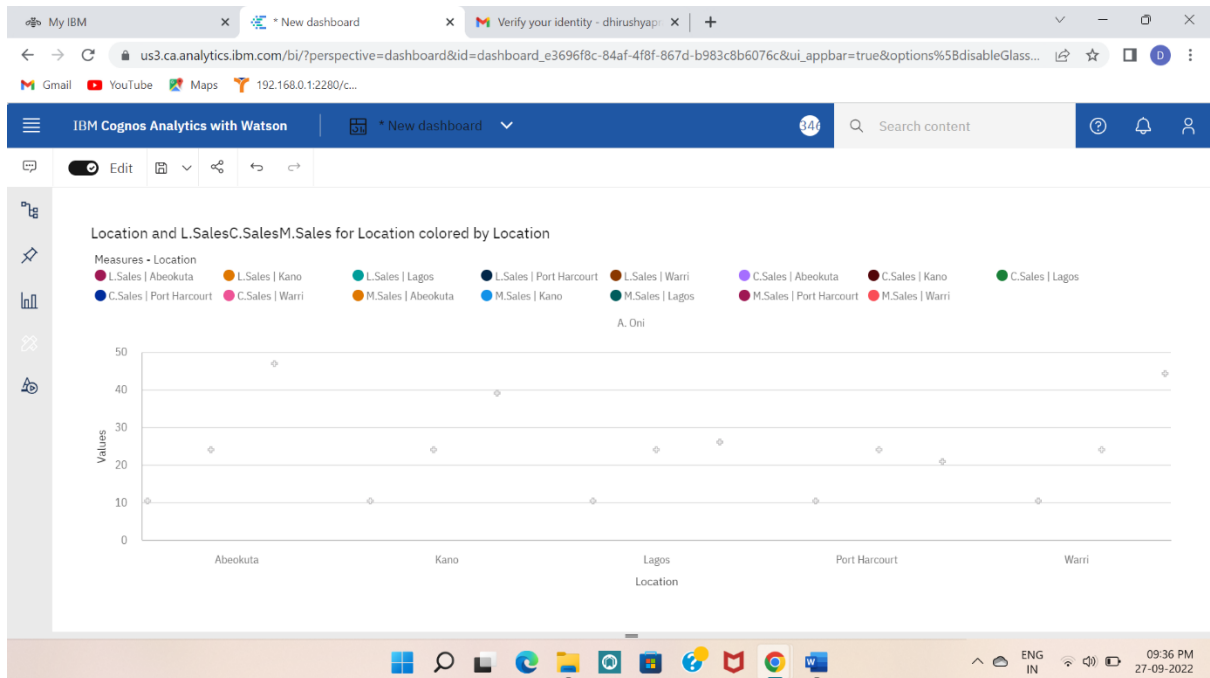 My IBM
* New dashboard
Verify your identity - dhirushyapr
us3.ca.analytics.ibm.com/bi/?perspective=dashboard&id=dashboard_e3696f8c-84af-4f8f-867d-b983c8b6076c&ui_appbar=true&options%5BdisableGlass...
D
Gmail YouTube Maps 192.168.0.1:2280/c...
IBM Cognos Analytics with Watson
* New dashboard
346
Search content
Edit
Location and L.SalesC.SalesM.Sales for Location colored by Location
Measures - Location
L.Sales | Abeokuta L.Sales | Kano L.Sales | Lagos L.Sales | Port Harcourt L.Sales | Warri C.Sales | Abeokuta C.Sales | Kano C.Sales | Lagos
C.Sales | Port Harcourt C.Sales | Warri M.Sales | Abeokuta M.Sales | Kano M.Sales | Lagos M.Sales | Port Harcourt M.Sales | Warri
A. Oni
50
40
30
20
10
0
Values
Abeokuta Kano Lagos Port Harcourt Warri
Location
ENG
IN
09:36 PM
27-09-2022